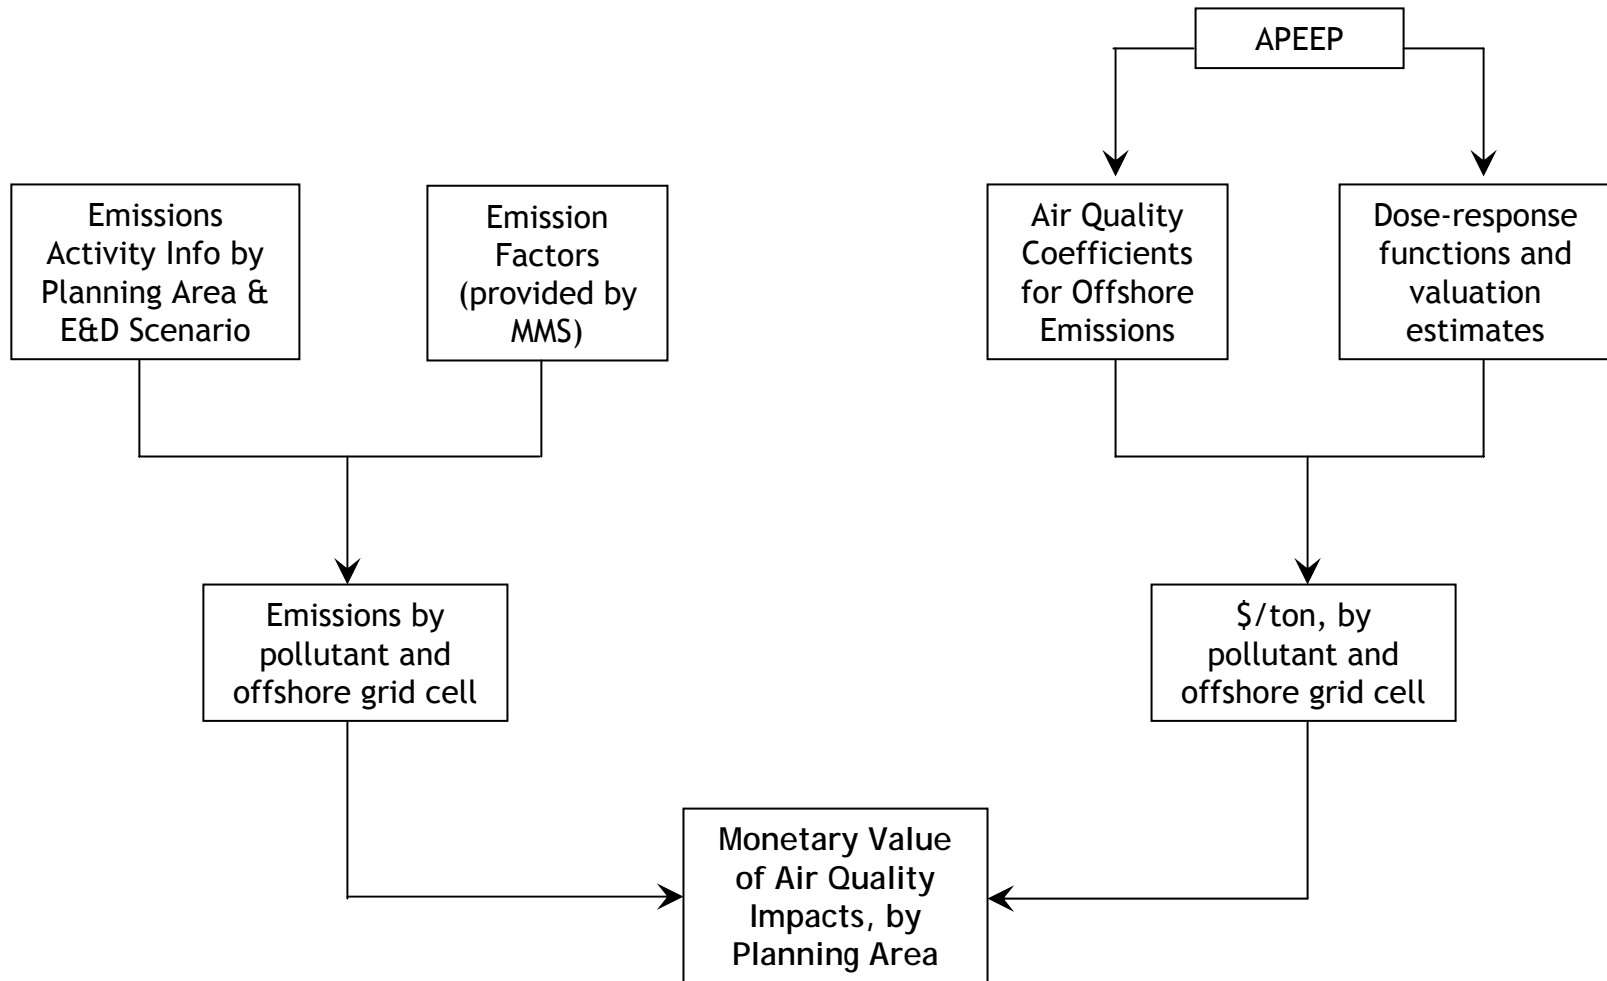 APEEP
Emissions
Activity Info by
Planning Area &
E&D Scenario
Emission
Factors
(provided by
MMS)
Air Quality
Coefficients
for Offshore
Emissions
Dose-response
functions and
valuation
estimates
Emissions by
pollutant and
offshore grid cell
$/ton, by
pollutant and
offshore grid cell
Monetary Value
of Air Quality
Impacts, by
Planning Area